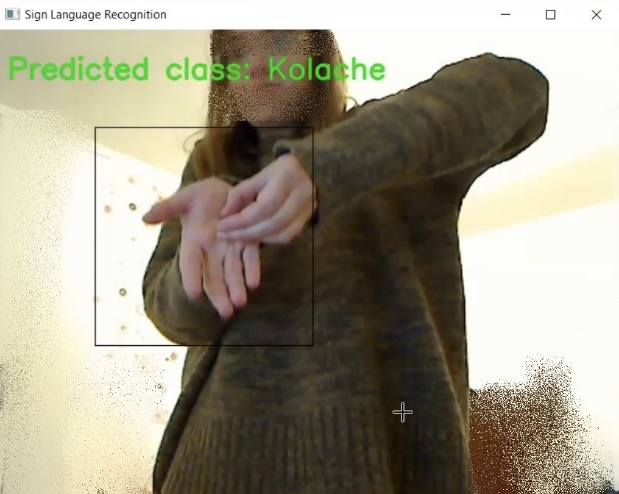 Sign Language Recognition
Predicted class: Kolache